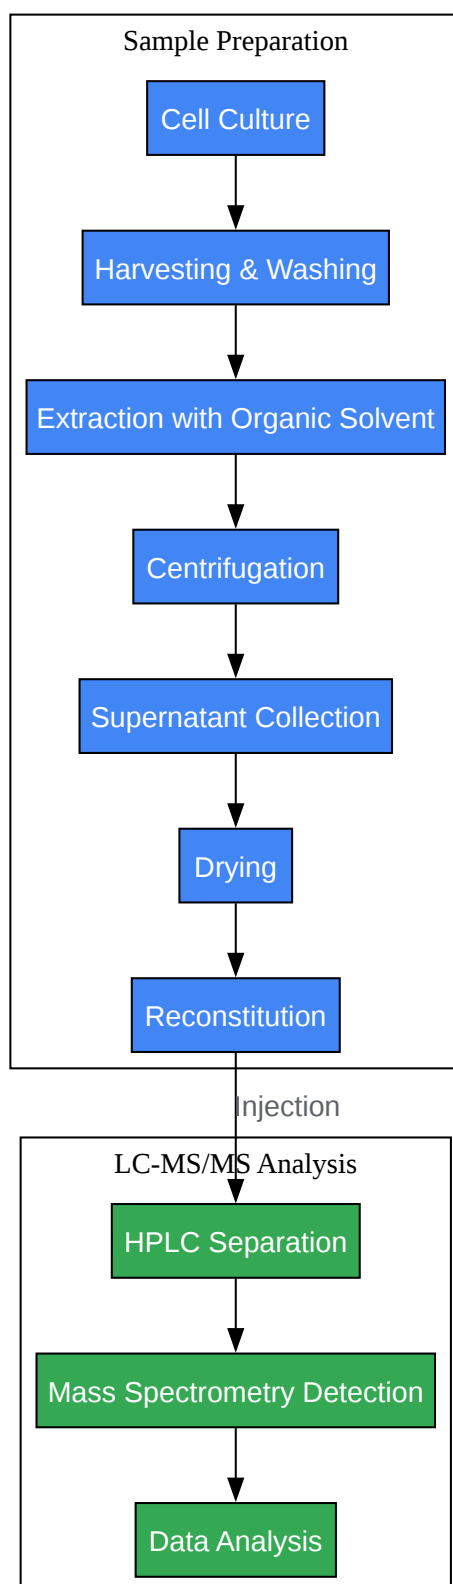 Sample Preparation
Cell Culture
Harvesting & Washing
Extraction with Organic Solvent
Centrifugation
Supernatant Collection
Drying
Reconstitution
Injection
LC-MS/MS Analysis
HPLC Separation
Mass Spectrometry Detection
Data Analysis